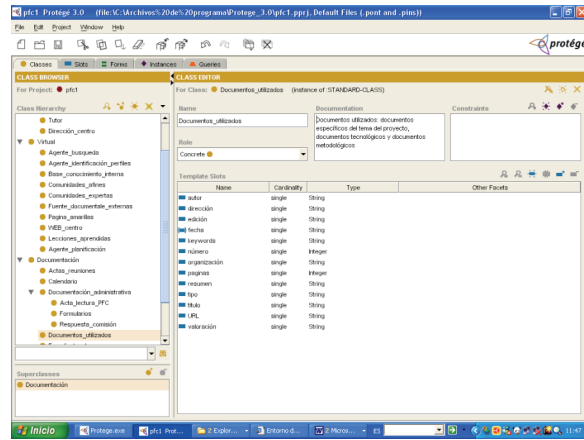 pfc1 Protégé 3.0 (file:\C:\Archivos%20de%20programa\Protege_3.0\pfc1.pprj, Default Files (.pont and .pins))
File Edit Project Window Help
protégé
Classes Slots Forms Instances Queries
CLASS BROWSER
For Project: pfc1
Class Hierarchy
Tutor
Dirección_centro
Virtual
Agente_busqueda
Agente_identificación_perfiles
Base_conocimiento_interna
Comunidades_afines
Comunidades_expertas
Fuente_documentale_externas
Pagina_amarillas
WEB_centro
Lecciones_aprendidas
Agente_planificación
Documentación
Actas_reuniones
Calendario
Documentación_administrativa
Acta_lectura_PFC
Formularios
Respuesta_comisión
Documentos_utilizados
Superclasses
Documentación
CLASS EDITOR
For Class: Documentos_utilizados (instance of :STANDARD-CLASS)
Name
Documentos_utilizados
Role
Concrete
Documentation
Documentos utilizados: documentos
específicos del tema del proyecto,
documentos tecnológicos y documentos
metodológicos
Constraints
Template Slots
Name Cardinality Type Other Facets
autor single String
dirección single String
edición single String
fecha single String
keywords single String
número single Integer
organización single String
paginas single Integer
resumen single String
tipo single String
título single String
URL single String
valoración single String
Inicio Protege.exe pfc1 Prot... 2 Explor... Entorno d... 2 Micros... ES 11:47